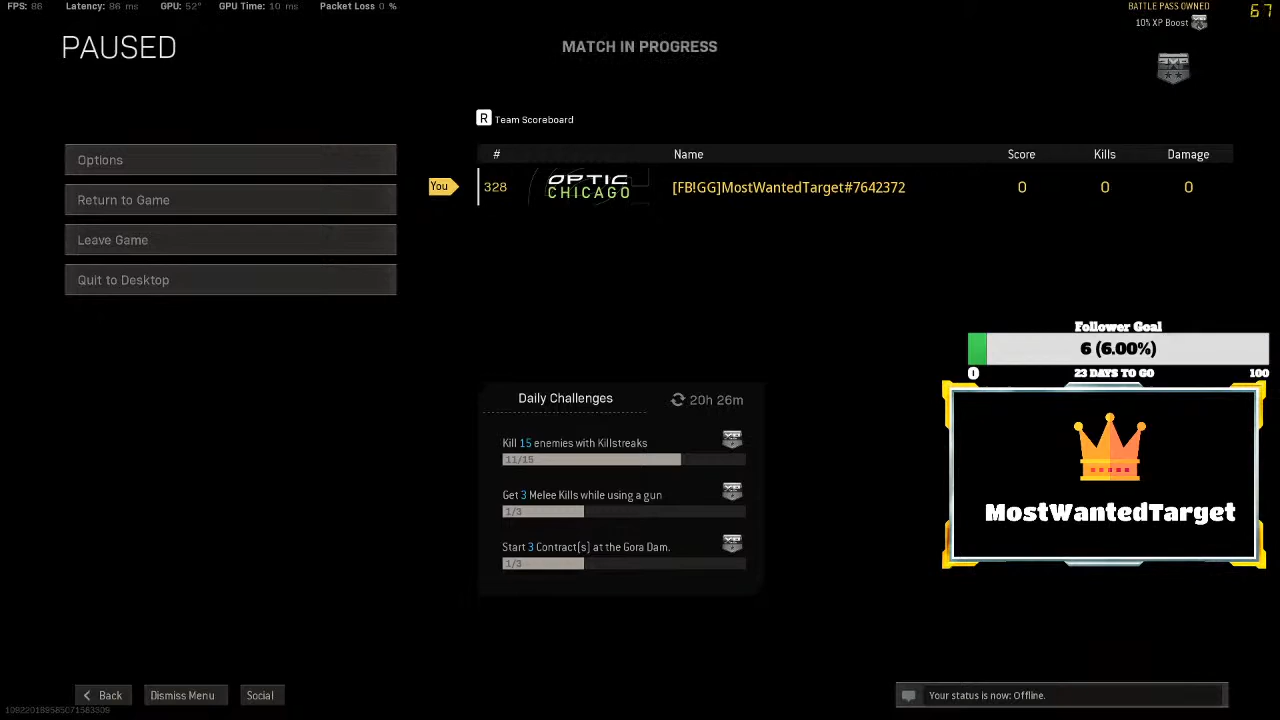 FPS: 86 Latency: 86 ms GPU: 52° GPU Time: 10 ms Packet Loss 0 %
BATTLE PASS OWNED
67
10% XP Boost
PAUSED
MATCH IN PROGRESS
2XP
R Team Scoreboard
# Name Score Kills Damage
You 328 OPTIC CHICAGO [FB!GG]MostWantedTarget#7642372 0 0 0
Options
Return to Game
Leave Game
Quit to Desktop
Follower Goal
6 (6.00%)
0 23 DAYS TO GO 100
Daily Challenges 20h 26m
Kill 15 enemies with Killstreaks XP
11/15
Get 3 Melee Kills while using a gun XP
1/3
Start 3 Contract[s] at the Gora Dam. XP
1/3
MostWantedTarget
Back Dismiss Menu Social
Your status is now: Offline.